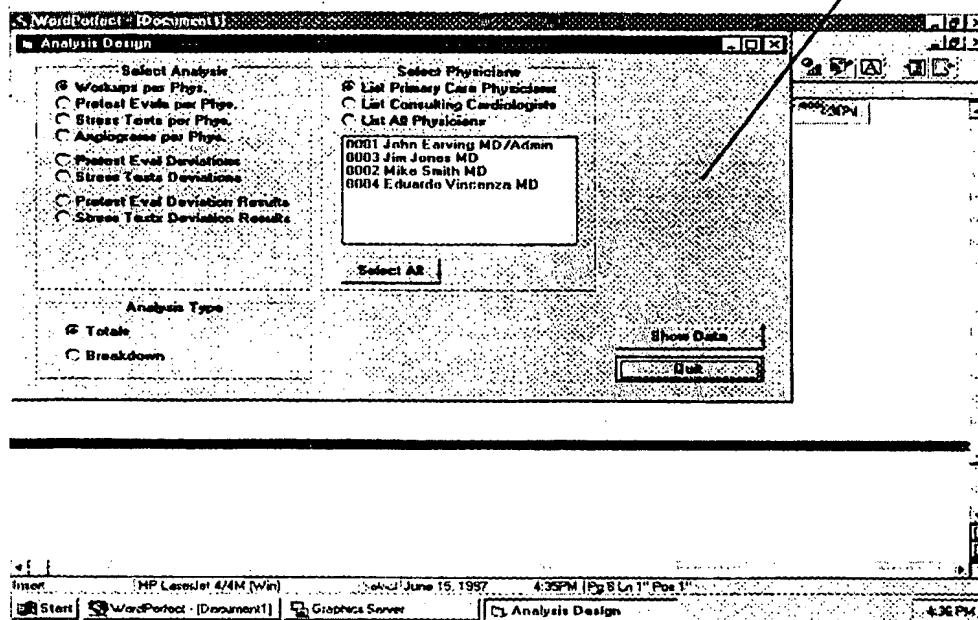 WordPerfect - [Document1]
Analysis Design
Select Analysis
Workups per Phys.
Pretest Evals per Phys.
Stress Tests per Phys.
Angiograms per Phys.
Pretest Eval Deviations
Stress Tests Deviations
Pretest Eval Deviation Results
Stress Tests Deviation Results
Select Physicians
List Primary Care Physicians
List Consulting Cardiologists
List All Physicians
0001 John Earving MD/Admin
0003 Jim Jones MD
0002 Mike Smith MD
0004 Eduardo Vincenza MD
Select All
Analysis Type
Totals
Breakdown
Show Data
Quit
Insert HP LaserJet 4/4M (Win) Select June 15, 1997 4:35PM Pg 8 Ln 1" Pos 1"
Start WordPerfect - [Document1] Graphics Server Analysis Design 4:36 PM